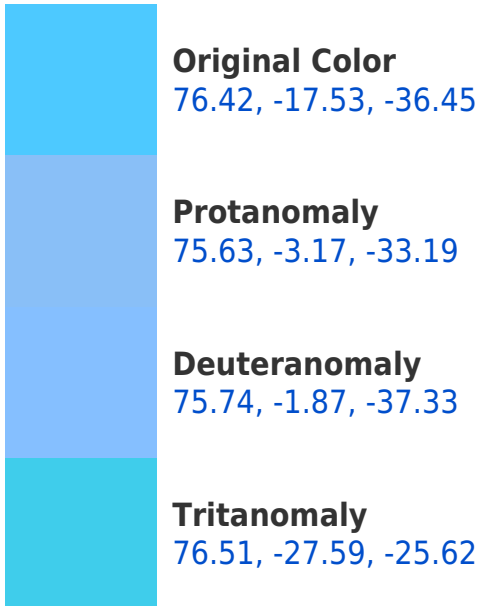 Original Color
76.42, -17.53, -36.45
Protanomaly
75.63, -3.17, -33.19
Deuteranomaly
75.74, -1.87, -37.33
Tritanomaly
76.51, -27.59, -25.62